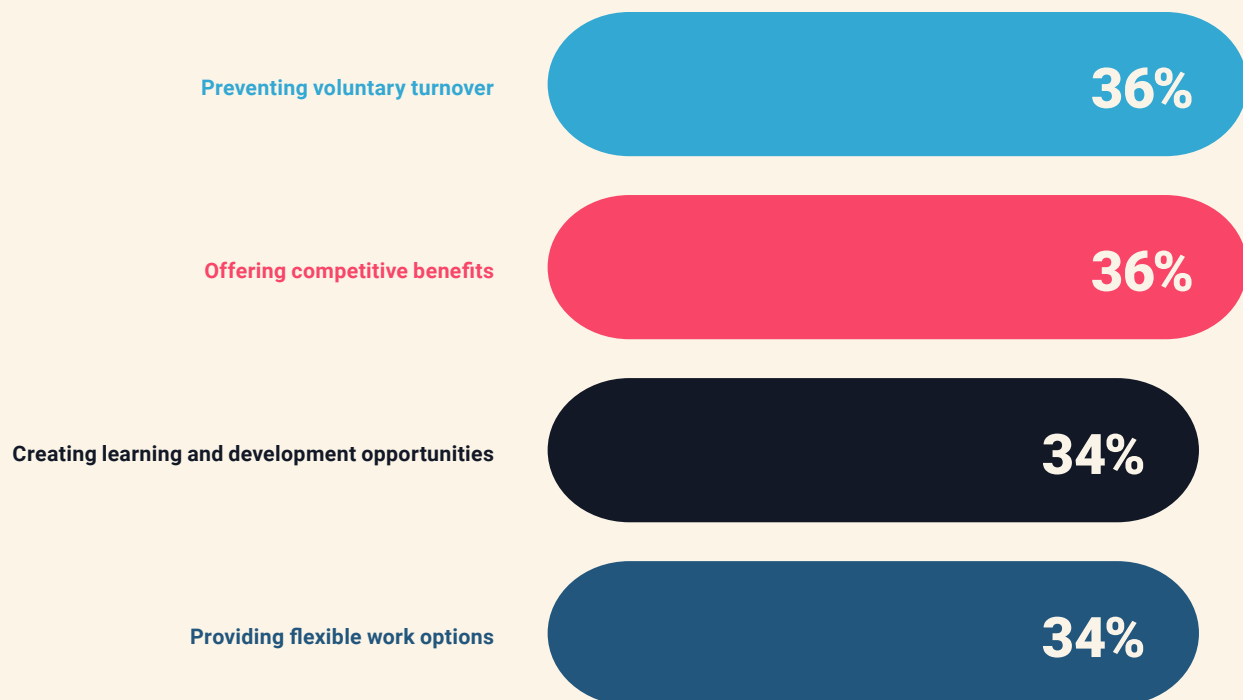 Preventing voluntary turnover 36%
Offering competitive benefits 36%
Creating learning and development opportunities 34%
Providing flexible work options 34%